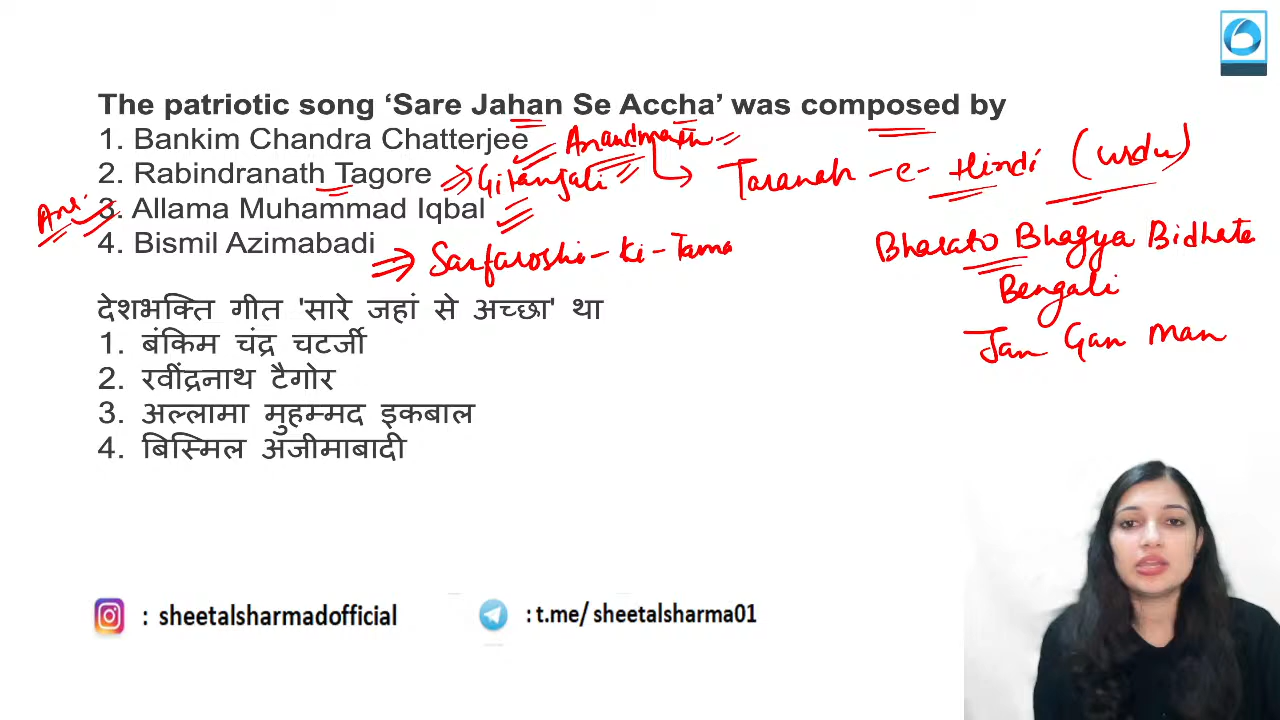 The patriotic song ‘Sare Jahan Se Accha’ was composed by
1. Bankim Chandra Chatterjee Anandmath
2. Rabindranath Tagore Gitanjali Taranah-e-Hindi (Urdu)
Ans. 3. Allama Muhammad Iqbal
4. Bismil Azimabadi Sarfaroshi-Ki-Tama
Bharato Bhagya Bidhata
Bengali
Jan Gan Man
देशभक्ति गीत 'सारे जहां से अच्छा' था
1. बंकिम चंद्र चटर्जी
2. रवींद्रनाथ टैगोर
3. अल्लामा मुहम्मद इकबाल
4. बिस्मिल अजीमाबादी
: sheetalsharmadofficial : t.me/ sheetalsharma01